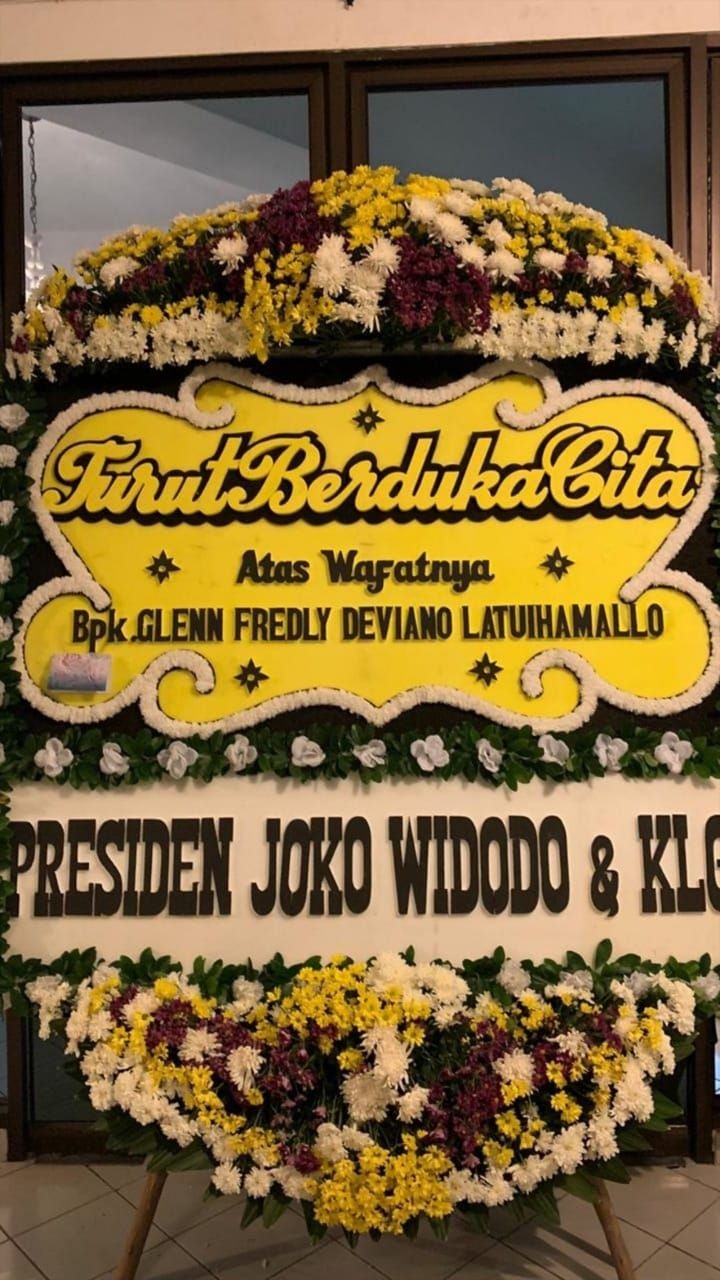 Turut Berduka Cita
Atas Wafatnya
Bpk.GLENN FREDLY DEVIANO LATUIHAMALLO
PRESIDEN JOKO WIDODO & KLG